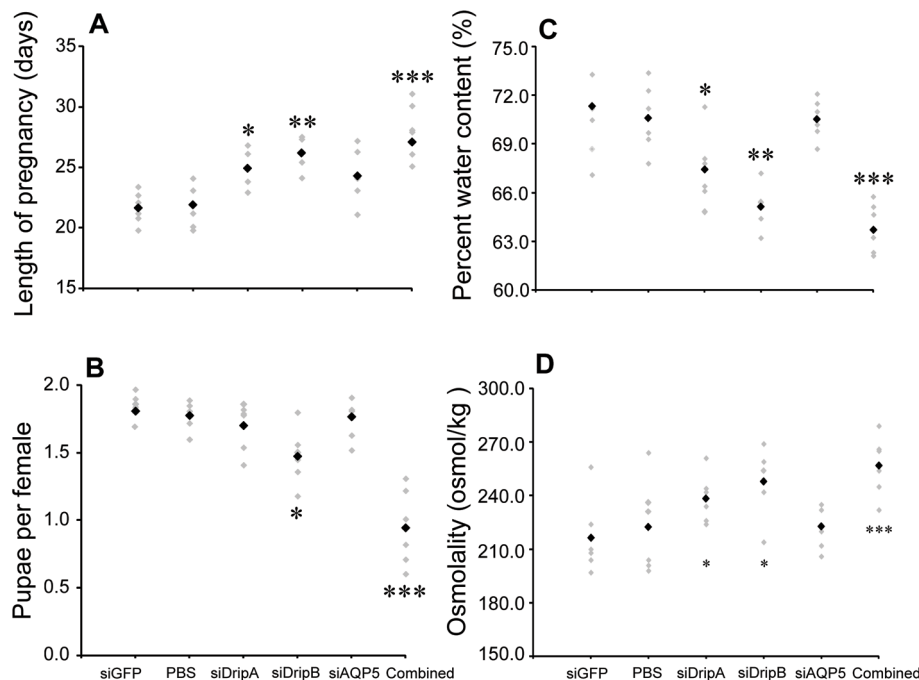 A
Length of pregnancy (days)
35
30
25
20
15
*
**
***
B
Pupae per female
2.0
1.5
1.0
0.5
0.0
*
***
siGFP PBS siDripA siDripB siAQP5 Combined
C
Percent water content (%)
75.0
72.0
69.0
66.0
63.0
60.0
*
**
***
D
Osmolality (osmol/kg)
300.0
270.0
240.0
210.0
180.0
150.0
* * ***
siGFP PBS siDripA siDripB siAQP5 Combined